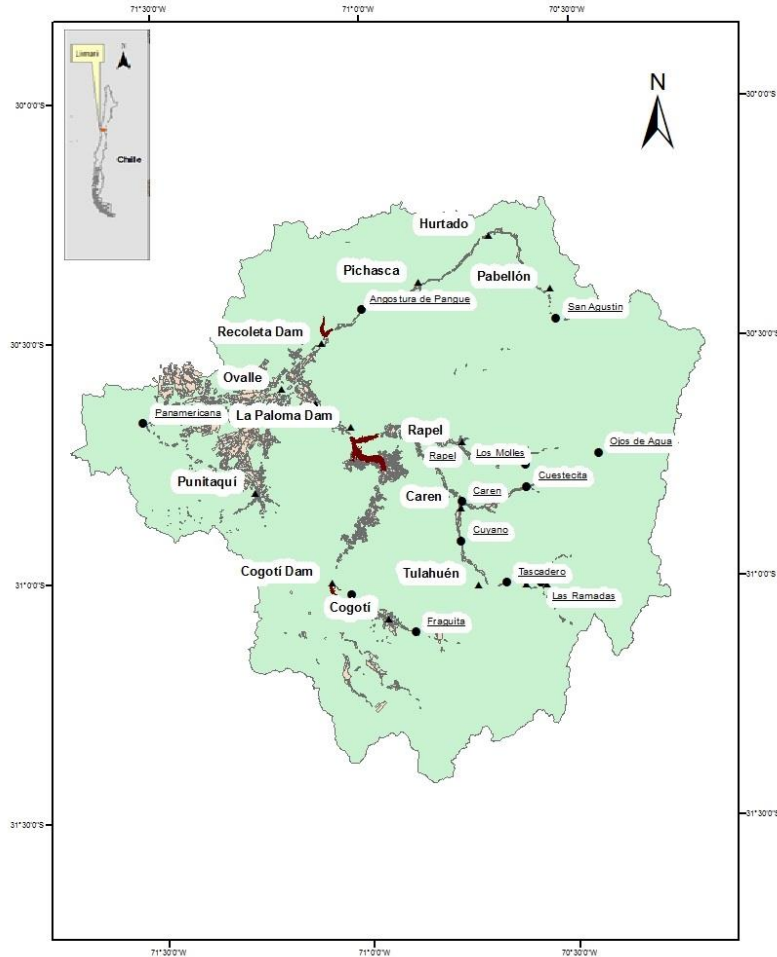 71°30'0"W
71°0'0"W
70°30'0"W
Limarí
N
Chille
30°0'0"S
30°0'0"S
N
Hurtado
Pichasca
Pabellón
Angostura de Pangue
San Agustin
Recoleta Dam
30°30'0"S
30°30'0"S
Ovalle
Panamericana
La Paloma Dam
Rapel
Rapel
Los Molles
Ojos de Agua
Punitaquí
Cuestecita
Caren
Caren
Cuyano
Cogotí Dam
Tulahuén
Tascadero
31°0'0"S
31°0'0"S
Las Ramadas
Cogotí
Fraguita
31°30'0"S
31°30'0"S
71°30'0"W
71°0'0"W
70°30'0"W